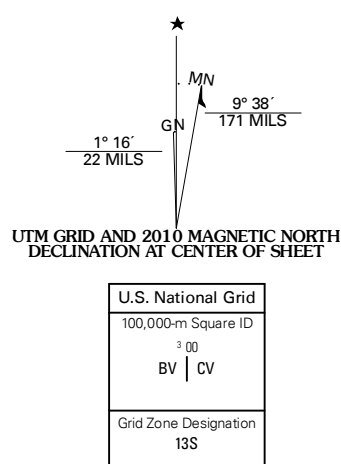 ★
MN
GN
9° 38´
171 MILS
1° 16´
22 MILS
UTM GRID AND 2010 MAGNETIC NORTH
DECLINATION AT CENTER OF SHEET
U.S. National Grid
100,000-m Square ID
3 00
BV CV
Grid Zone Designation
13S